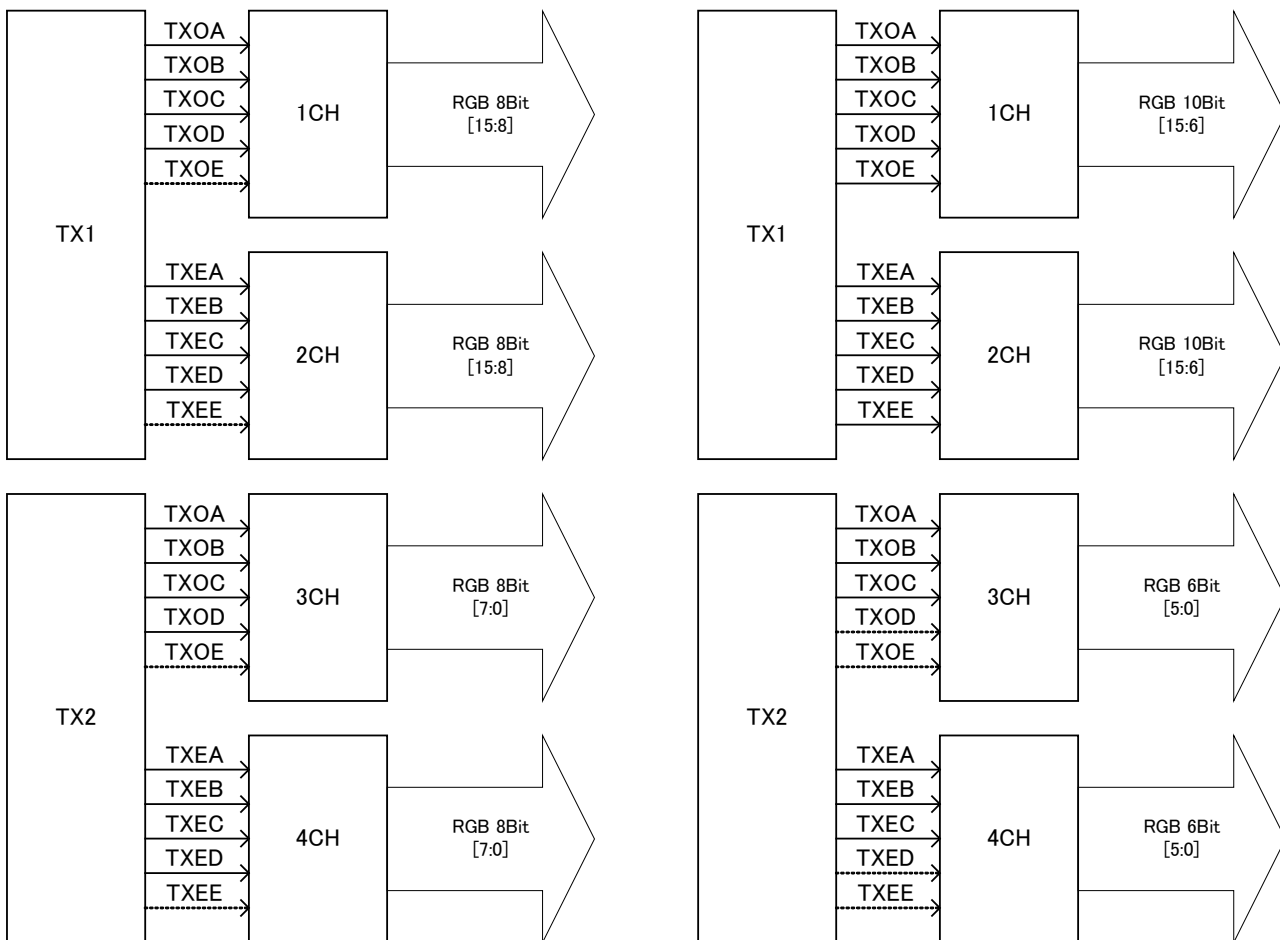 TXOA
TXOB
TXOC
TXOD
TXOE
TX1
1CH
RGB 8Bit
[15:8]
TXEA
TXEB
TXEC
TXED
TXEE
2CH
RGB 8Bit
[15:8]
TXOA
TXOB
TXOC
TXOD
TXOE
TX2
3CH
RGB 8Bit
[7:0]
TXEA
TXEB
TXEC
TXED
TXEE
4CH
RGB 8Bit
[7:0]
TXOA
TXOB
TXOC
TXOD
TXOE
TX1
1CH
RGB 10Bit
[15:6]
TXEA
TXEB
TXEC
TXED
TXEE
2CH
RGB 10Bit
[15:6]
TXOA
TXOB
TXOC
TXOD
TXOE
TX2
3CH
RGB 6Bit
[5:0]
TXEA
TXEB
TXEC
TXED
TXEE
4CH
RGB 6Bit
[5:0]